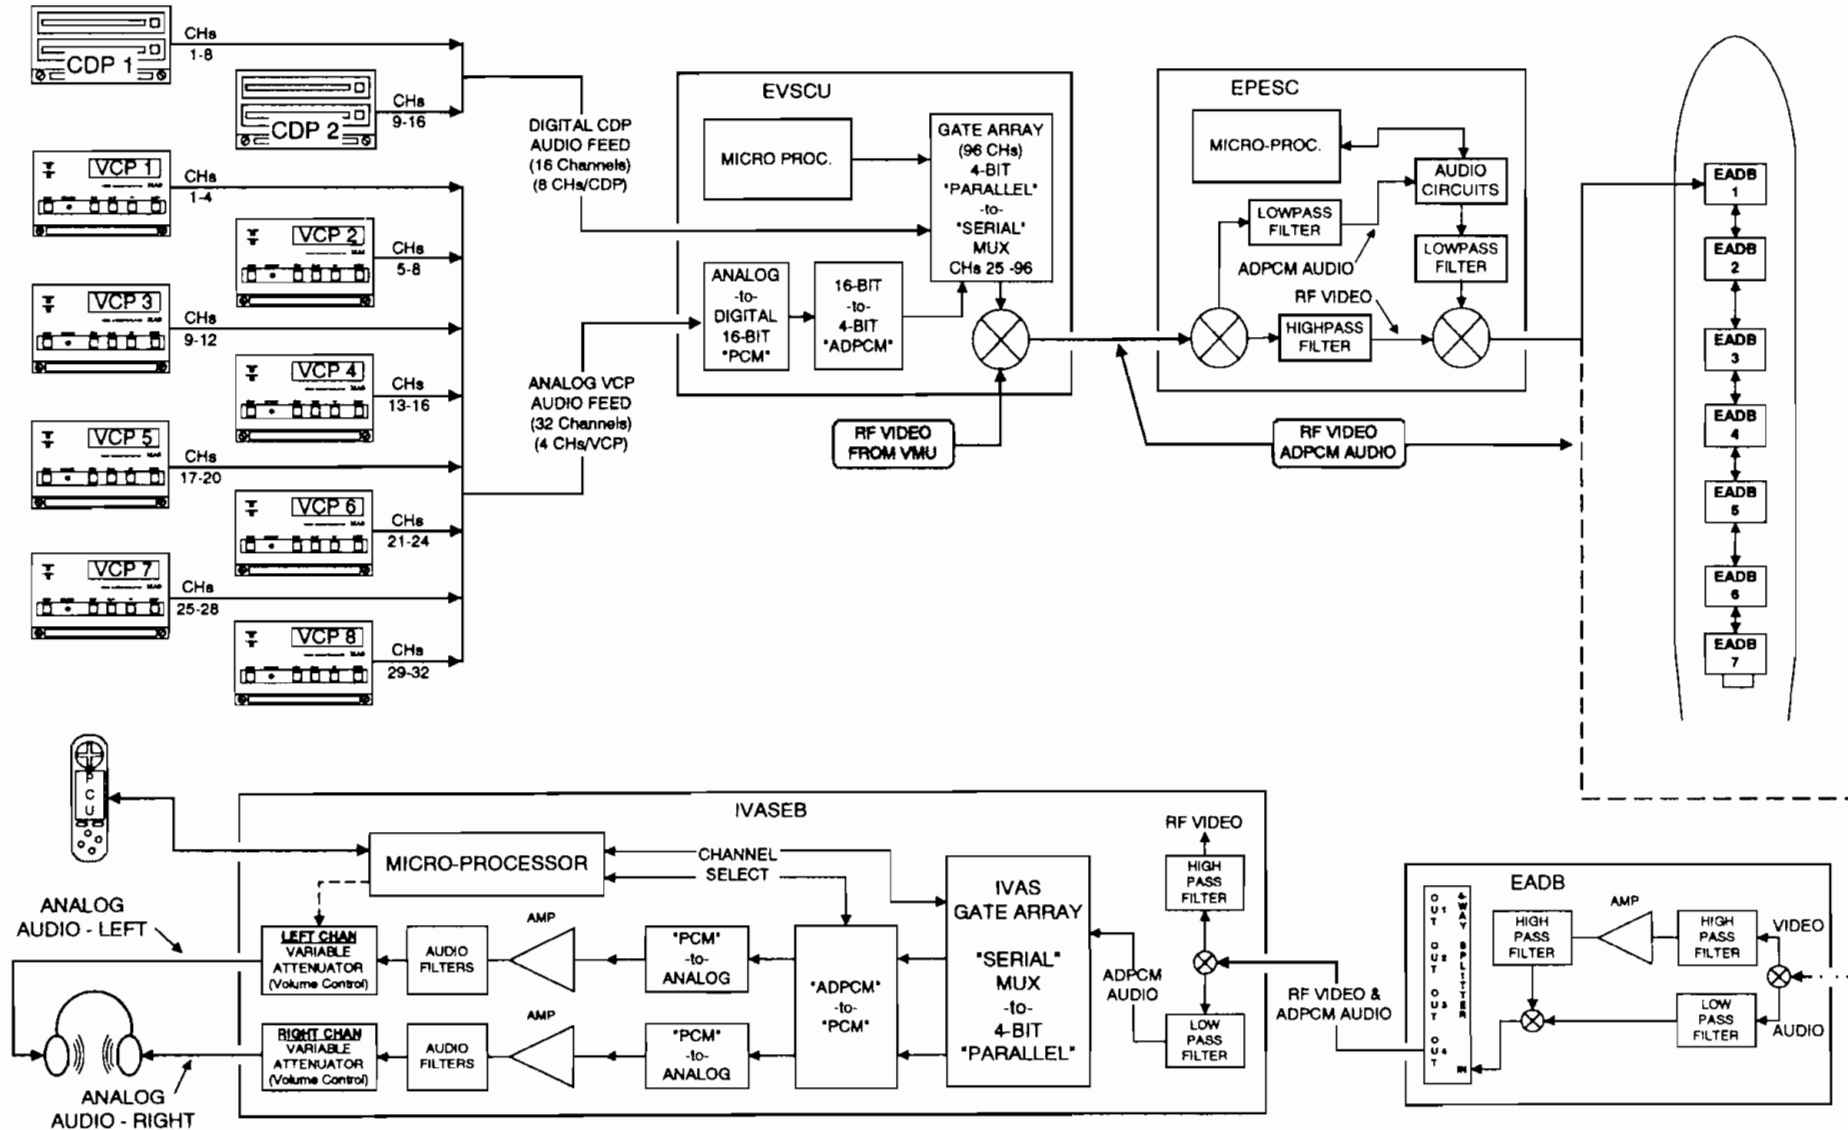 CDP 1
CHs
1-8
CDP 2
CHs
9-16
VCP 1
CHs
1-4
VCP 2
CHs
5-8
VCP 3
CHs
9-12
VCP 4
CHs
13-16
VCP 5
CHs
17-20
VCP 6
CHs
21-24
VCP 7
CHs
25-28
VCP 8
CHs
29-32
DIGITAL CDP
AUDIO FEED
(16 Channels)
(8 CHs/CDP)
ANALOG VCP
AUDIO FEED
(32 Channels)
(4 CHs/VCP)
EVSCU
MICRO PROC.
GATE ARRAY
(96 CHs)
4-BIT
"PARALLEL"
-to-
"SERIAL"
MUX
CHs 25 -96
ANALOG
-to-
DIGITAL
16-BIT
"PCM"
16-BIT
-to-
4-BIT
"ADPCM"
RF VIDEO
FROM VMU
EPESC
MICRO-PROC.
AUDIO
CIRCUITS
LOWPASS
FILTER
ADPCM AUDIO
LOWPASS
FILTER
RF VIDEO
HIGHPASS
FILTER
RF VIDEO
ADPCM AUDIO
EADB
1
EADB
2
EADB
3
EADB
4
EADB
5
EADB
6
EADB
7
PCU
ANALOG
AUDIO - LEFT
ANALOG
AUDIO - RIGHT
IVASEB
MICRO-PROCESSOR
CHANNEL
SELECT
LEFT CHAN
VARIABLE
ATTENUATOR
(Volume Control)
AUDIO
FILTERS
AMP
"PCM"
-to-
ANALOG
RIGHT CHAN
VARIABLE
ATTENUATOR
(Volume Control)
AUDIO
FILTERS
AMP
"PCM"
-to-
ANALOG
"ADPCM"
-to-
"PCM"
IVAS
GATE ARRAY
"SERIAL"
MUX
-to-
4-BIT
"PARALLEL"
RF VIDEO
HIGH
PASS
FILTER
ADPCM
AUDIO
LOW
PASS
FILTER
RF VIDEO &
ADPCM AUDIO
EADB
OUT1 OUT2 OUT3 OUT4
4-WAY SPLITTER
IN
HIGH
PASS
FILTER
AMP
HIGH
PASS
FILTER
VIDEO
LOW
PASS
FILTER
AUDIO